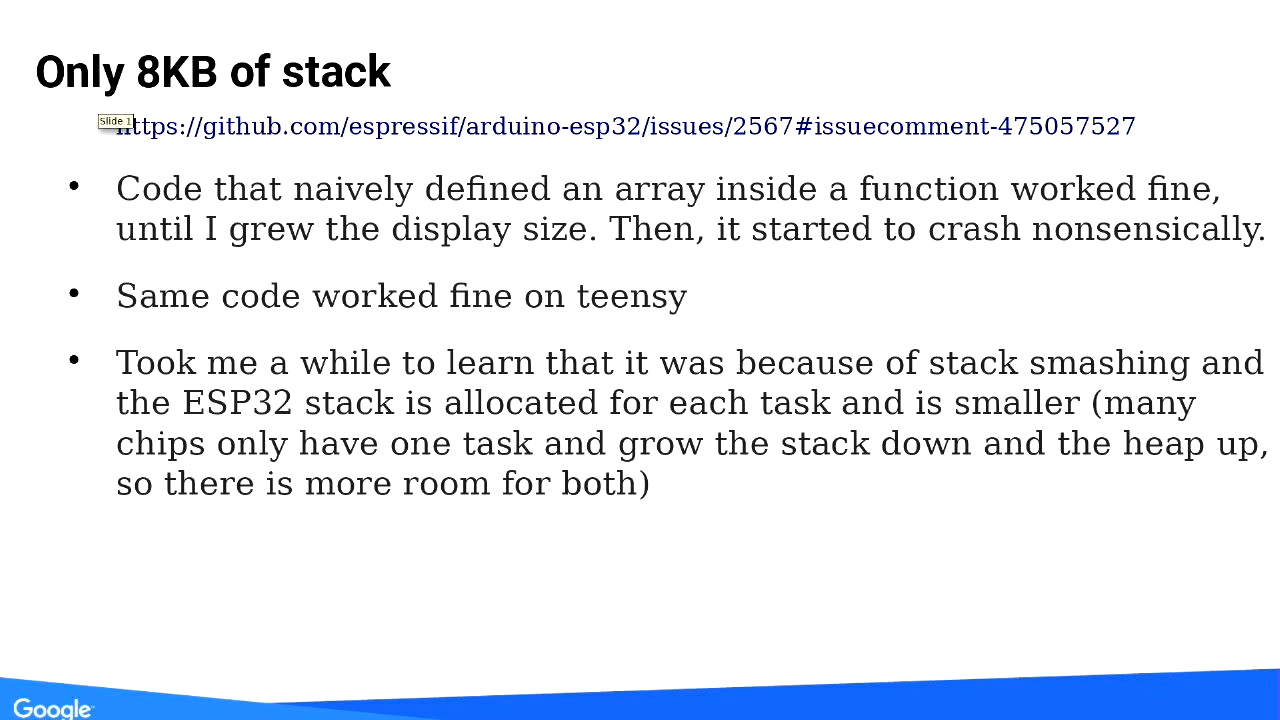 Only 8KB of stack
Slide 1
https://github.com/espressif/arduino-esp32/issues/2567#issuecomment-475057527
• Code that naively defined an array inside a function worked fine,
until I grew the display size. Then, it started to crash nonsensically.
• Same code worked fine on teensy
• Took me a while to learn that it was because of stack smashing and
the ESP32 stack is allocated for each task and is smaller (many
chips only have one task and grow the stack down and the heap up,
so there is more room for both)
Google